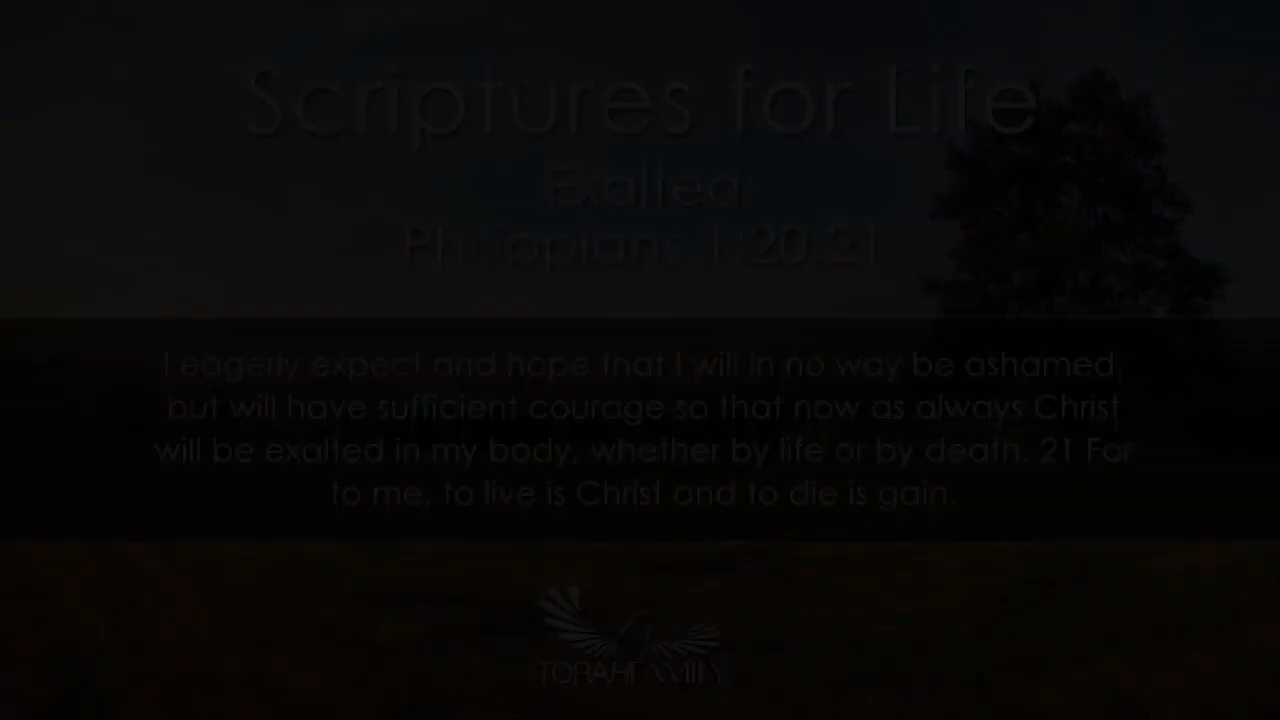 Scriptures for Life
Exalted
Philippians 1:20,21
I eagerly expect and hope that I will in no way be ashamed,
but will have sufficient courage so that now as always Christ
will be exalted in my body, whether by life or by death. 21 For
to me, to live is Christ and to die is gain.
TORAHFAMILY